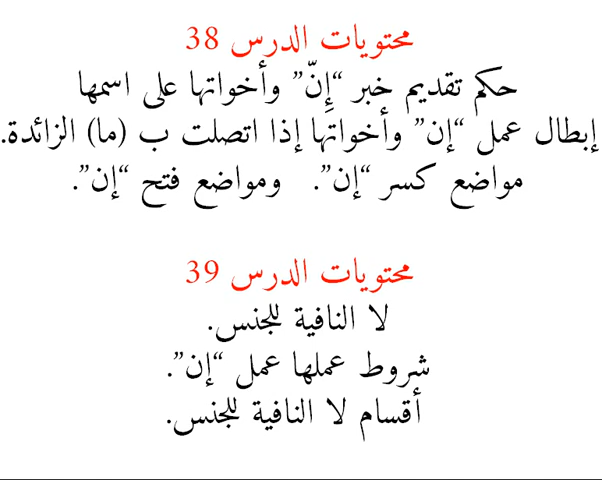 محتويات الدرس 38
حكم تقديم خبر “إِنّ” وأخواتها على اسمها
إبطال عمل “إن” وأخواتها إذا اتصلت ب (ما) الزائدة.
مواضع كسر “إن”. ومواضع فتح “إن”.
محتويات الدرس 39
لا النافية للجنس.
شروط عملها عمل “إن”.
أقسام لا النافية للجنس.